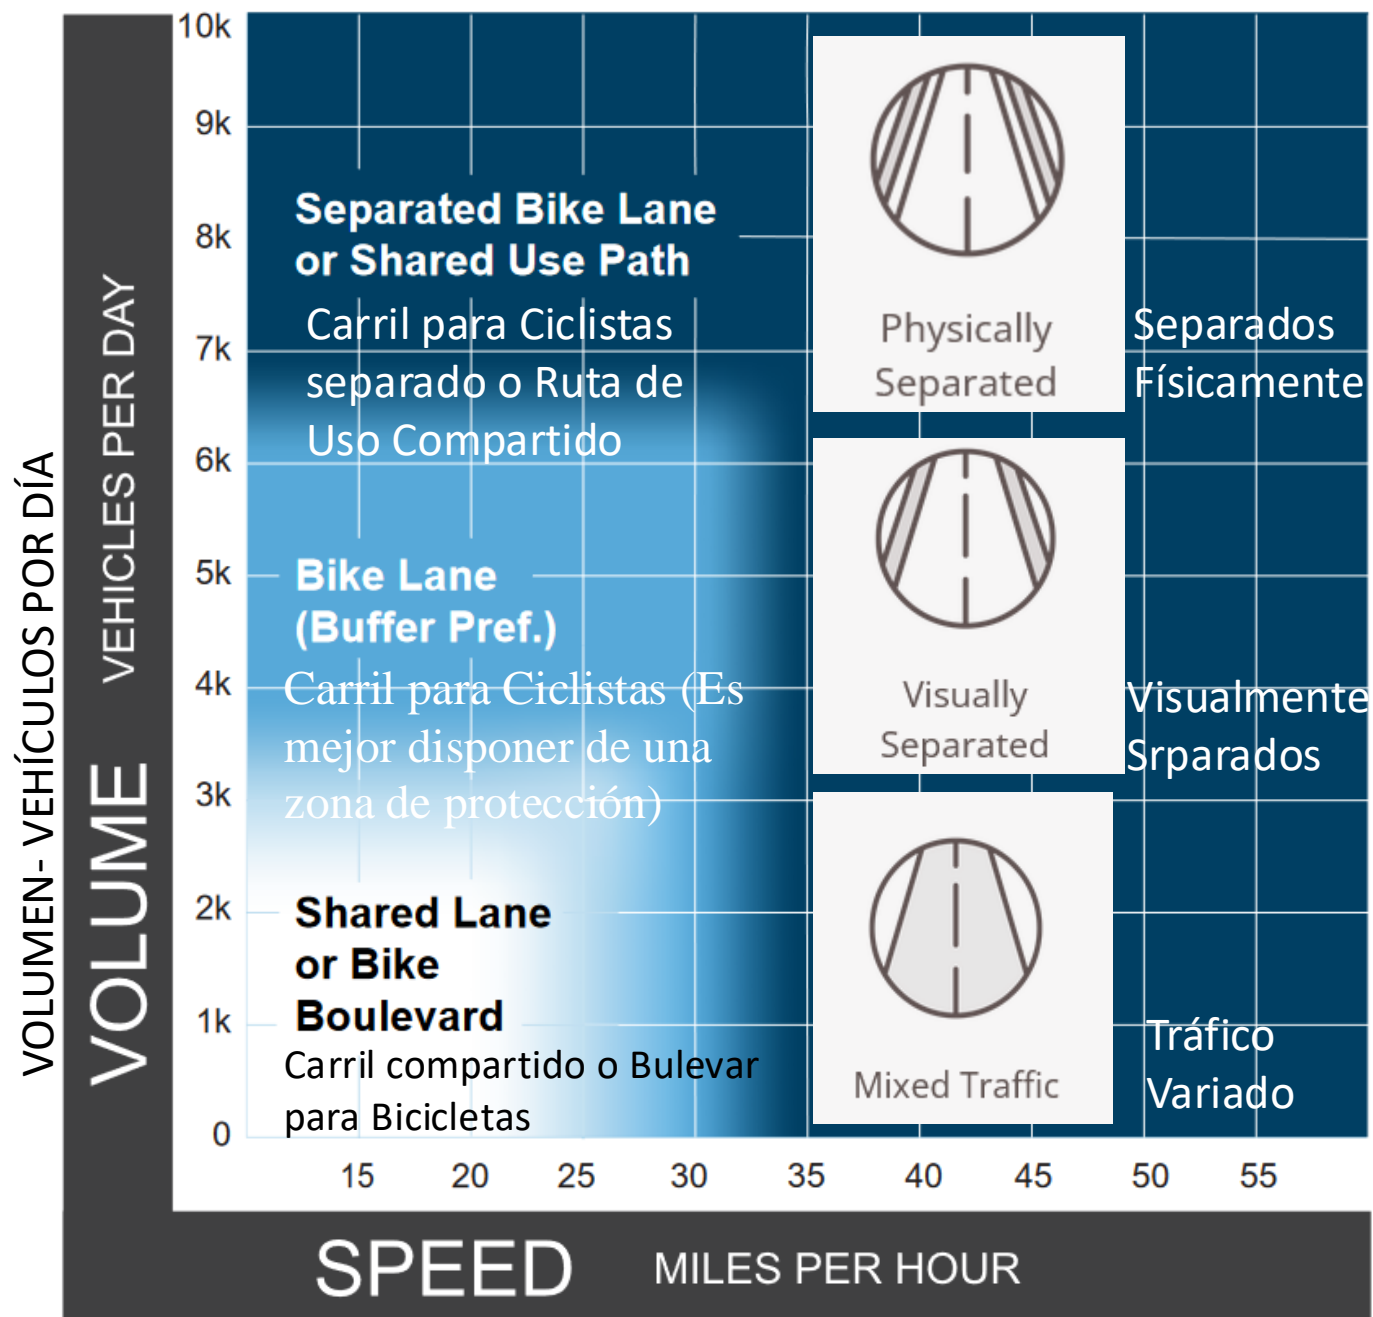 VOLUMEN- VEHÍCULOS POR DÍA
VOLUME VEHICLES PER DAY
10k
9k
8k
7k
6k
5k
4k
3k
2k
1k
0
Separated Bike Lane
or Shared Use Path
Carril para Ciclistas
separado o Ruta de
Uso Compartido
Bike Lane
(Buffer Pref.)
Carril para Ciclistas (Es
mejor disponer de una
zona de protección)
Shared Lane
or Bike
Boulevard
Carril compartido o Bulevar
para Bicicletas
Physically
Separated
Separados
Físicamente
Visually
Separated
Visualmente
Srparados
Mixed Traffic
Tráfico
Variado
15 20 25 30 35 40 45 50 55
SPEED MILES PER HOUR